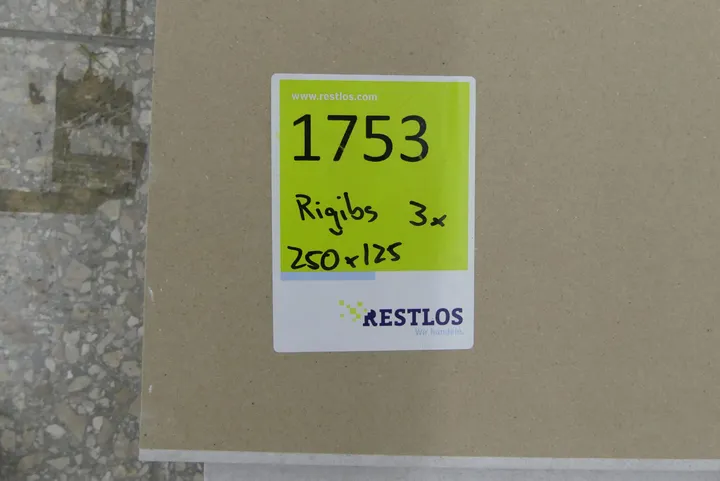 www.restlos.com
1753
Rigibs 3x
250x125
RESTLOS
Wir handeln.